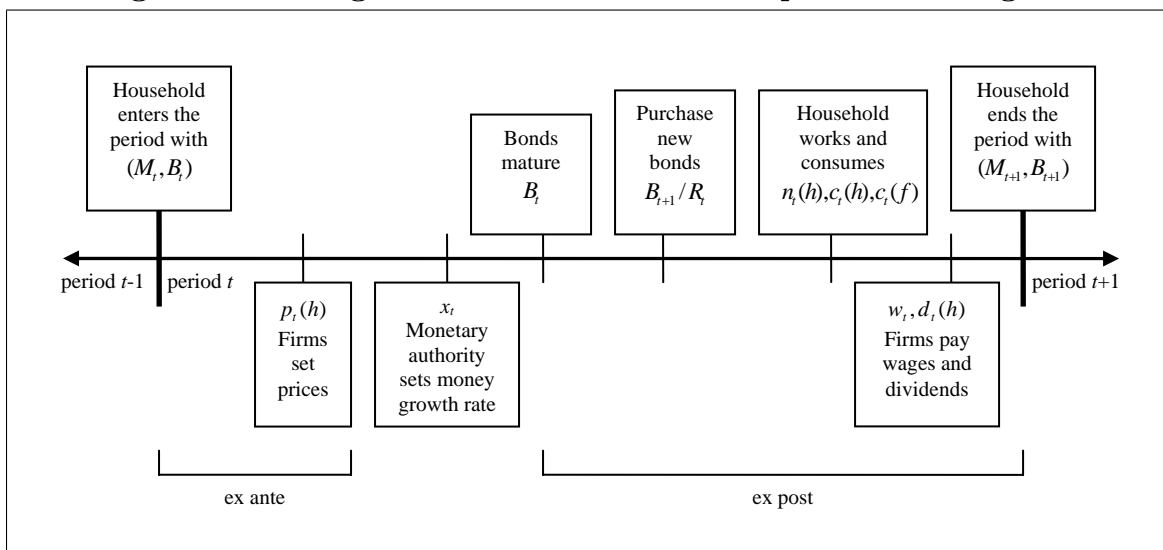 Household
enters the
period with
(M_t, B_t)
Bonds
mature
B_t
Purchase
new
bonds
B_{t+1}/R_t
Household
works and
consumes
n_t(h),c_t(h),c_t(f)
Household
ends the
period with
(M_{t+1}, B_{t+1})
period t-1
period t
period t+1
p_t(h)
Firms
set
prices
x_t
Monetary
authority
sets money
growth rate
w_t, d_t(h)
Firms pay
wages and
dividends
ex ante
ex post